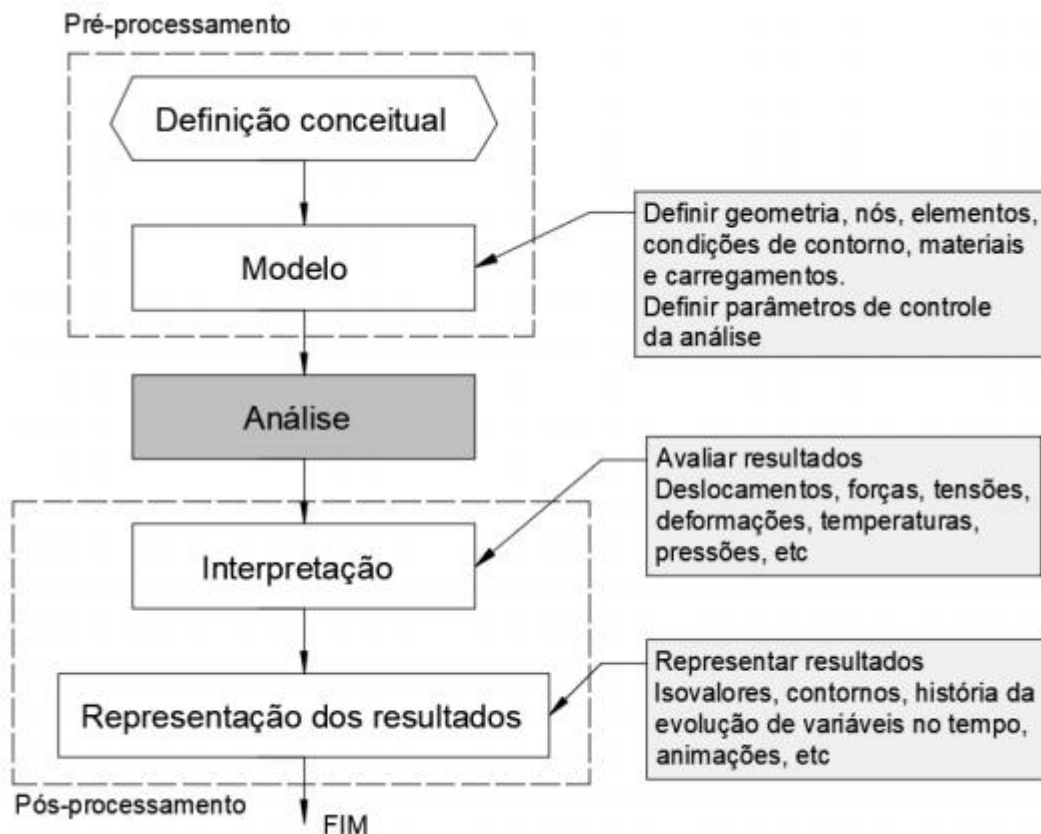 Pré-processamento
Definição conceitual
Modelo
Definir geometria, nós, elementos,
condições de contorno, materiais
e carregamentos.
Definir parâmetros de controle
da análise
Análise
Avaliar resultados
Deslocamentos, forças, tensões,
deformações, temperaturas,
pressões, etc
Interpretação
Representar resultados
Isovalores, contornos, história da
evolução de variáveis no tempo,
animações, etc
Representação dos resultados
Pós-processamento
FIM